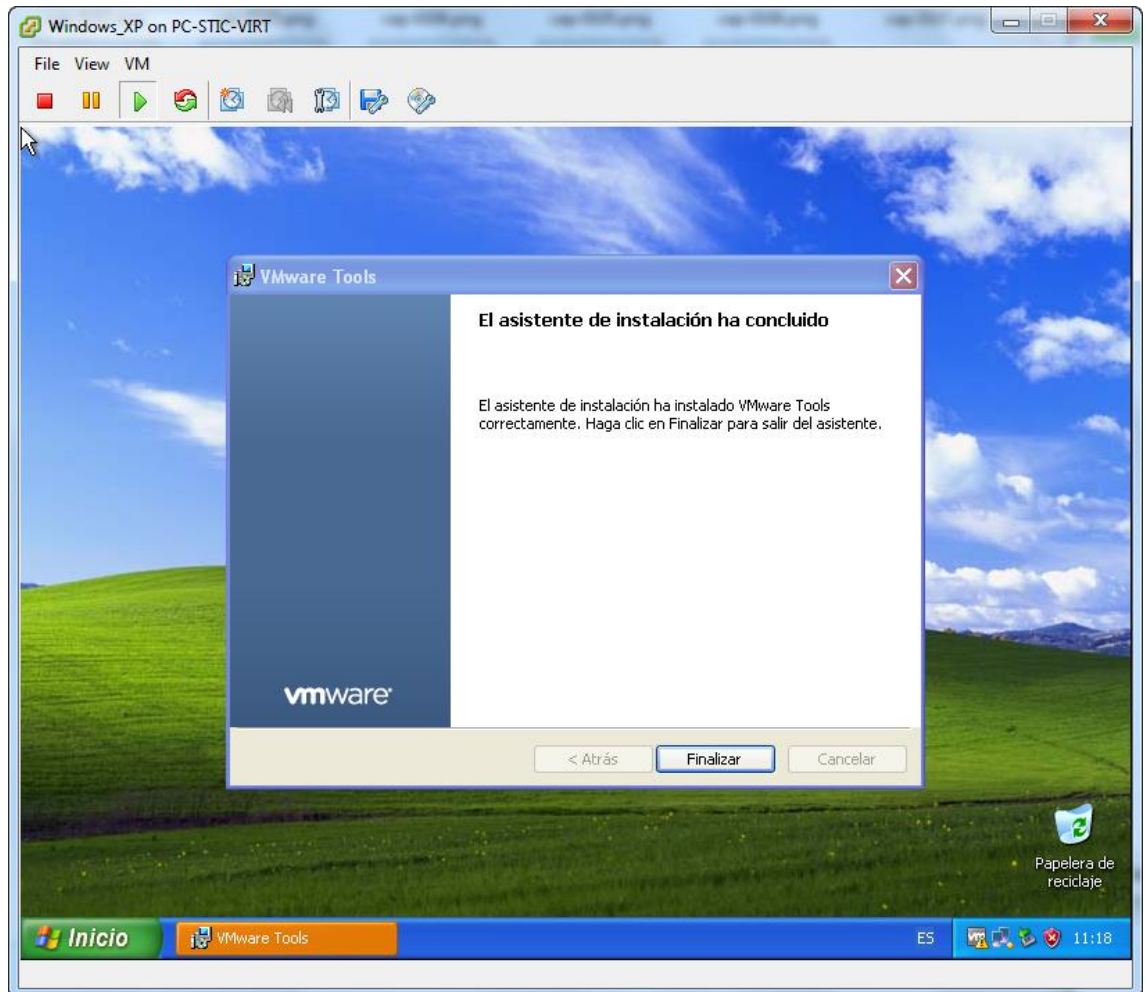 Windows_XP on PC-STIC-VIRT
File View VM
VMware Tools
El asistente de instalación ha concluido
El asistente de instalación ha instalado VMware Tools
correctamente. Haga clic en Finalizar para salir del asistente.
vmware
< Atrás Finalizar Cancelar
Papelera de
reciclaje
Inicio VMware Tools ES 11:18